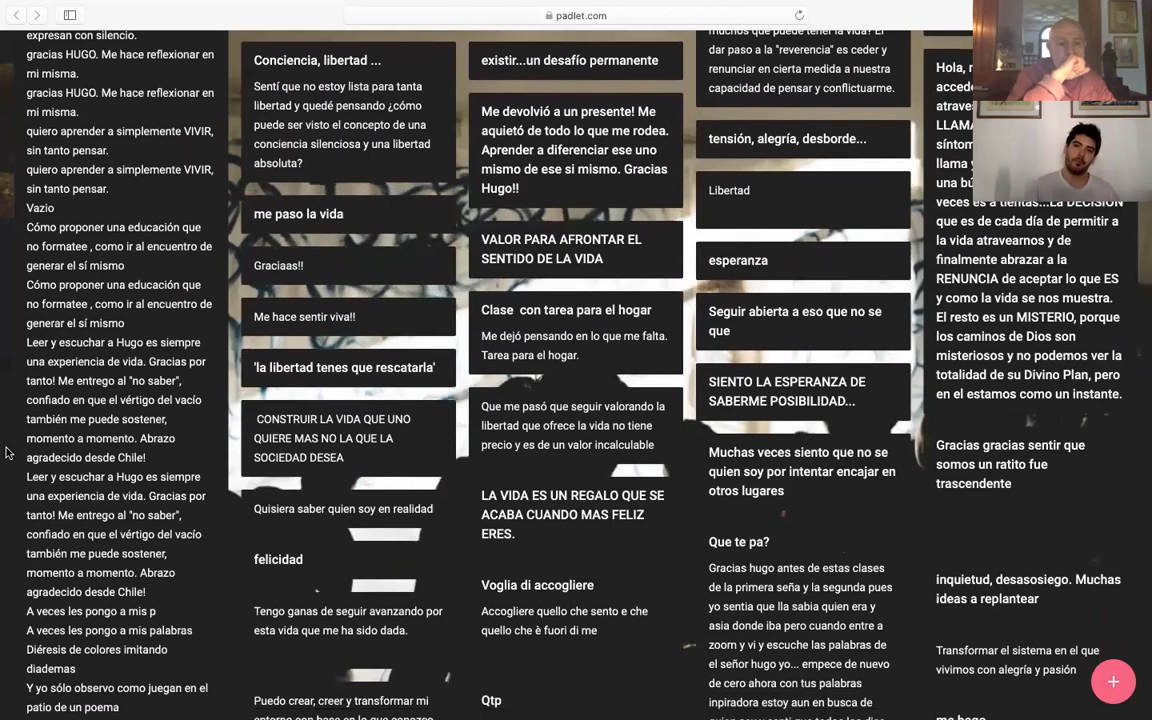 padlet.com
expresan con silencio.
gracias HUGO. Me hace reflexionar en
mi misma.
gracias HUGO. Me hace reflexionar en
mi misma.
quiero aprender a simplemente VIVIR,
sin tanto pensar.
quiero aprender a simplemente VIVIR,
sin tanto pensar.
Vazio
Cómo proponer una educación que
no formatee , como ir al encuentro de
generar el sí mismo
Cómo proponer una educación que
no formatee , como ir al encuentro de
generar el sí mismo
Leer y escuchar a Hugo es siempre
una experiencia de vida. Gracias por
tanto! Me entrego al "no saber",
confiado en que el vértigo del vacío
también me puede sostener,
momento a momento. Abrazo
agradecido desde Chile!
Leer y escuchar a Hugo es siempre
una experiencia de vida. Gracias por
tanto! Me entrego al "no saber",
confiado en que el vértigo del vacío
también me puede sostener,
momento a momento. Abrazo
agradecido desde Chile!
A veces les pongo a mis p
A veces les pongo a mis palabras
Diéresis de colores imitando
diademas
Y yo sólo observo como juegan en el
patio de un poema
Conciencia, libertad ...
Sentí que no estoy lista para tanta
libertad y quedé pensando ¿cómo
puede ser visto el concepto de una
conciencia silenciosa y una libertad
absoluta?
me paso la vida
Graciaas!!
Me hace sentir viva!!
'la libertad tenes que rescatarla'
CONSTRUIR LA VIDA QUE UNO
QUIERE MAS NO LA QUE LA
SOCIEDAD DESEA
Quisiera saber quien soy en realidad
felicidad
Tengo ganas de seguir avanzando por
esta vida que me ha sido dada.
Puedo crear, creer y transformar mi
existir...un desafío permanente
Me devolvió a un presente! Me
aquietó de todo lo que me rodea.
Aprender a diferenciar ese uno
mismo de ese si mismo. Gracias
Hugo!!
VALOR PARA AFRONTAR EL
SENTIDO DE LA VIDA
Clase con tarea para el hogar
Me dejó pensando en lo que me falta.
Tarea para el hogar.
Que me pasó que seguir valorando la
libertad que ofrece la vida no tiene
precio y es de un valor incalculable
LA VIDA ES UN REGALO QUE SE
ACABA CUANDO MAS FELIZ
ERES.
Voglia di accogliere
Accogliere quello che sento e che
quello che è fuori di me
Qtp
muchos que puede tener la vida? El
dar paso a la "reverencia" es ceder y
renunciar en cierta medida a nuestra
capacidad de pensar y conflictuarme.
tensión, alegría, desborde...
Libertad
esperanza
Seguir abierta a eso que no se
que
SIENTO LA ESPERANZA DE
SABERME POSIBILIDAD...
Muchas veces siento que no se
quien soy por intentar encajar en
otros lugares
Que te pa?
Gracias hugo antes de estas clases
de la primera seña y la segunda pues
yo sentia que lla sabia quien era y
asia donde iba pero cuando entre a
zoom y vi y escuche las palabras de
el señor hugo yo... empece de nuevo
de cero ahora con tus palabras
inpiradora estoy aun en busca de
Hola,
accede
atrave
LLAMA
síntom
llama y
una bú
veces es a tientas...La DECISIÓN
que es de cada día de permitir a
la vida atravearnos y de
finalmente abrazar a la
RENUNCIA de aceptar lo que ES
y como la vida se nos muestra.
El resto es un MISTERIO, porque
los caminos de Dios son
misteriosos y no podemos ver la
totalidad de su Divino Plan, pero
en el estamos como un instante.
Gracias gracias sentir que
somos un ratito fue
trascendente
inquietud, desasosiego. Muchas
ideas a replantear
Transformar el sistema en el que
vivimos con alegría y pasión